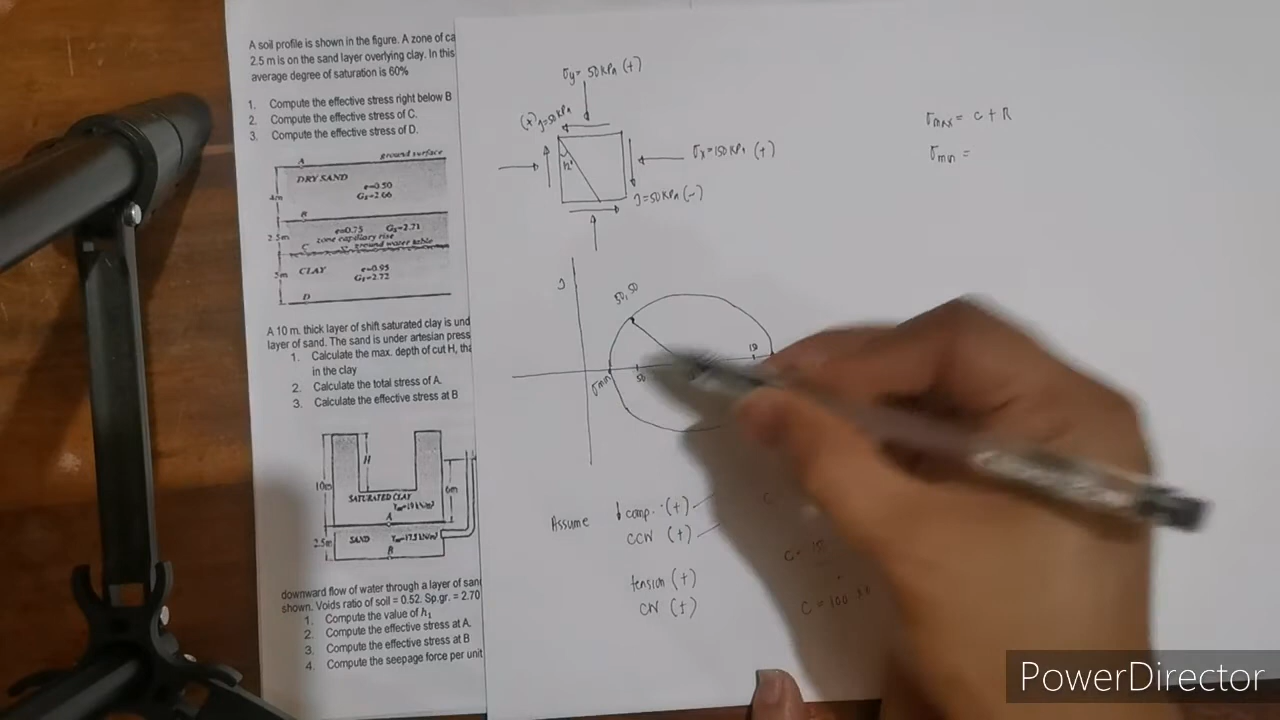 A soil profile is shown in the figure. A zone of ca
2.5 m is on the sand layer overlying clay. In this
average degree of saturation is 60%
1. Compute the effective stress right below B
2. Compute the effective stress of C.
3. Compute the effective stress of D.
A
ground surface
DRY SAND
e=0.50
Gs=2.66
4m
B
e=0.75 Gs=2.71
2.5m
zone capillary rise
C ground water table
5m
CLAY
e=0.95
Gs=2.72
D
A 10 m. thick layer of shift saturated clay is und
layer of sand. The sand is under artesian press
1. Calculate the max. depth of cut H, tha
in the clay
2. Calculate the total stress of A.
3. Calculate the effective stress at B
H
10m
6m
SATURATED CLAY
A
2.5m
SAND
B
downward flow of water through a layer of san
shown. Voids ratio of soil = 0.52. Sp.gr. = 2.70
1. Compute the value of h₁
2. Compute the effective stress at A.
3. Compute the effective stress at B
4. Compute the seepage force per unit
σy= 50 KPa (+)
σx=150KPa (+)
50,50
σmin
50
Assume
comp. (+)
CCW (+)
tension (+)
CW (+)
C = 100
σmax = C + R
σmin =
PowerDirector